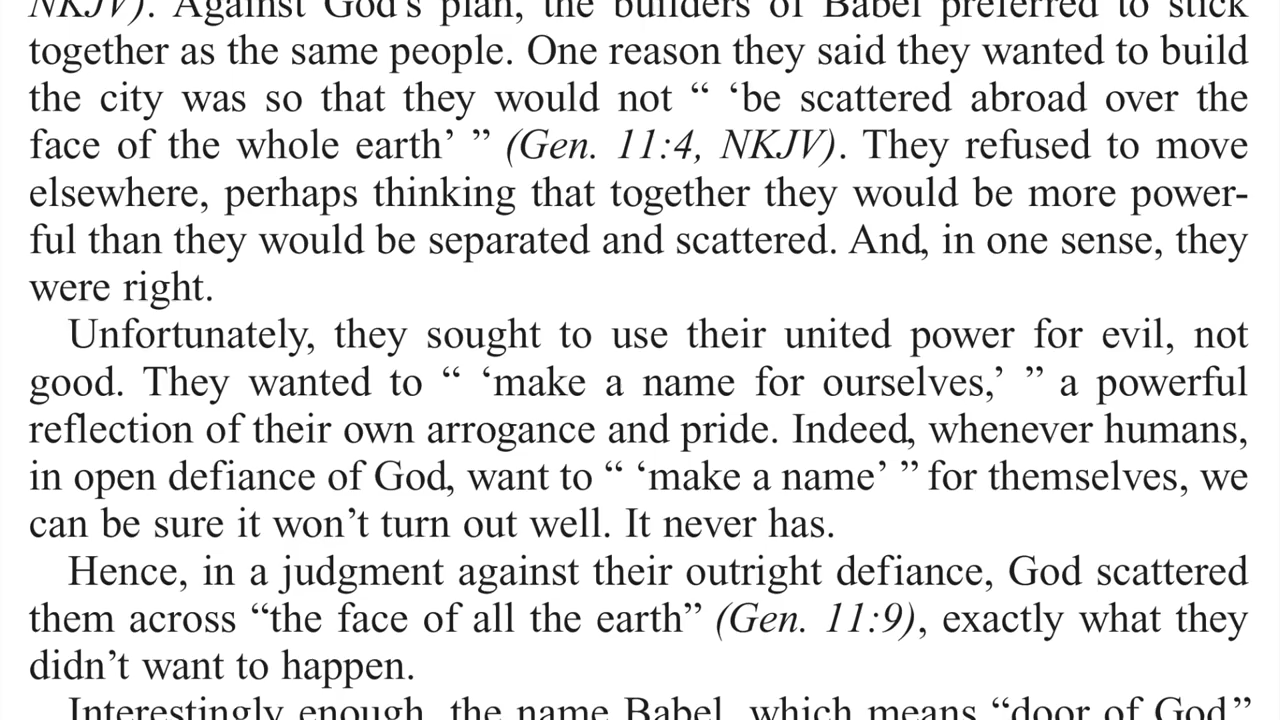 NKJV). Against God’s plan, the builders of Babel preferred to stick
together as the same people. One reason they said they wanted to build
the city was so that they would not “ ‘be scattered abroad over the
face of the whole earth’ ” (Gen. 11:4, NKJV). They refused to move
elsewhere, perhaps thinking that together they would be more power-
ful than they would be separated and scattered. And, in one sense, they
were right.
Unfortunately, they sought to use their united power for evil, not
good. They wanted to “ ‘make a name for ourselves,’ ” a powerful
reflection of their own arrogance and pride. Indeed, whenever humans,
in open defiance of God, want to “ ‘make a name’ ” for themselves, we
can be sure it won’t turn out well. It never has.
Hence, in a judgment against their outright defiance, God scattered
them across “the face of all the earth” (Gen. 11:9), exactly what they
didn’t want to happen.
Interestingly enough, the name Babel, which means “door of God,”